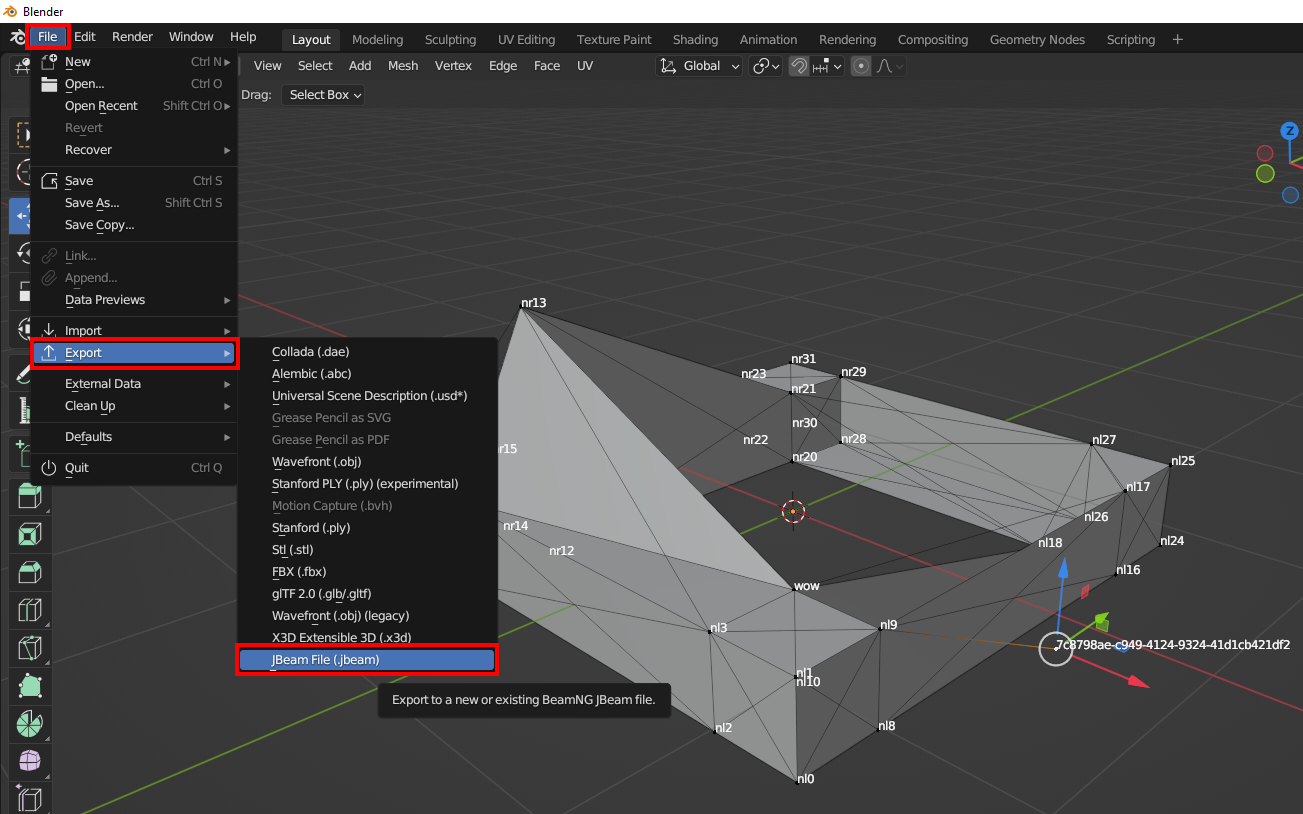 Blender
File Edit Render Window Help Layout Modeling Sculpting UV Editing Texture Paint Shading Animation Rendering Compositing Geometry Nodes Scripting +
View Select Add Mesh Vertex Edge Face UV Global
Drag: Select Box
New Ctrl N
Open... Ctrl O
Open Recent Shift Ctrl O
Revert
Recover
Save Ctrl S
Save As... Shift Ctrl S
Save Copy...
Link...
Append...
Data Previews
Import
Export
External Data
Clean Up
Defaults
Quit Ctrl Q
Collada (.dae)
Alembic (.abc)
Universal Scene Description (.usd*)
Grease Pencil as SVG
Grease Pencil as PDF
Wavefront (.obj)
Stanford PLY (.ply) (experimental)
Motion Capture (.bvh)
Stanford (.ply)
Stl (.stl)
FBX (.fbx)
glTF 2.0 (.glb/.gltf)
Wavefront (.obj) (legacy)
X3D Extensible 3D (.x3d)
JBeam File (.jbeam)
Export to a new or existing BeamNG JBeam file.
Z
nr13
nr31
nr23
nr29
nr21
nr30
nr22
nr28
nl27
r15
nr20
nl25
nl17
nr14
nl26
nr12
nl18
nl24
nl16
wow
nl3
nl9
7c8798ae-c949-4124-9324-41d1cb421df2
nl1
nl10
nl2
nl8
nl0